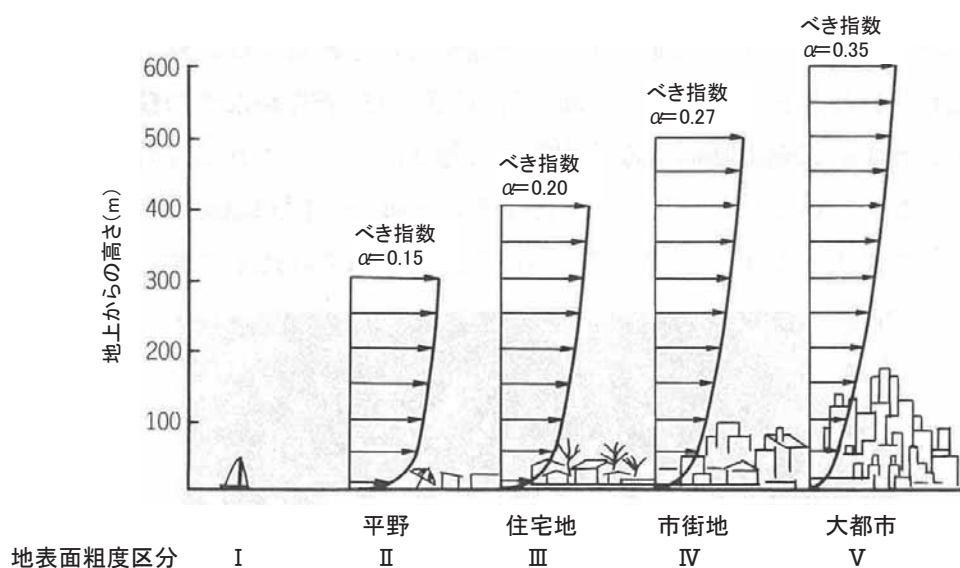 べき指数
α=0.35
600
べき指数
α=0.27
500
べき指数
α=0.20
400
べき指数
α=0.15
300
200
100
地上からの高さ(m)
平野
住宅地
市街地
大都市
地表面粗度区分
Ⅰ
Ⅱ
Ⅲ
Ⅳ
Ⅴ